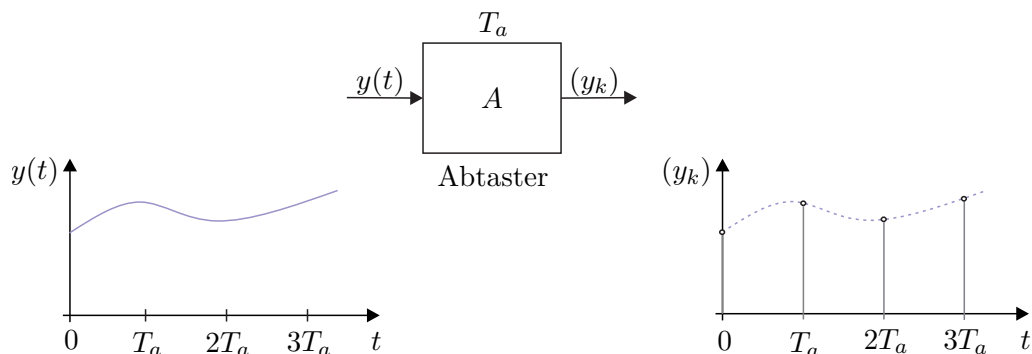 T_a
y(t)
A
(y_k)
Abtaster
y(t)
0
T_a
2T_a
3T_a
t
(y_k)
0
T_a
2T_a
3T_a
t